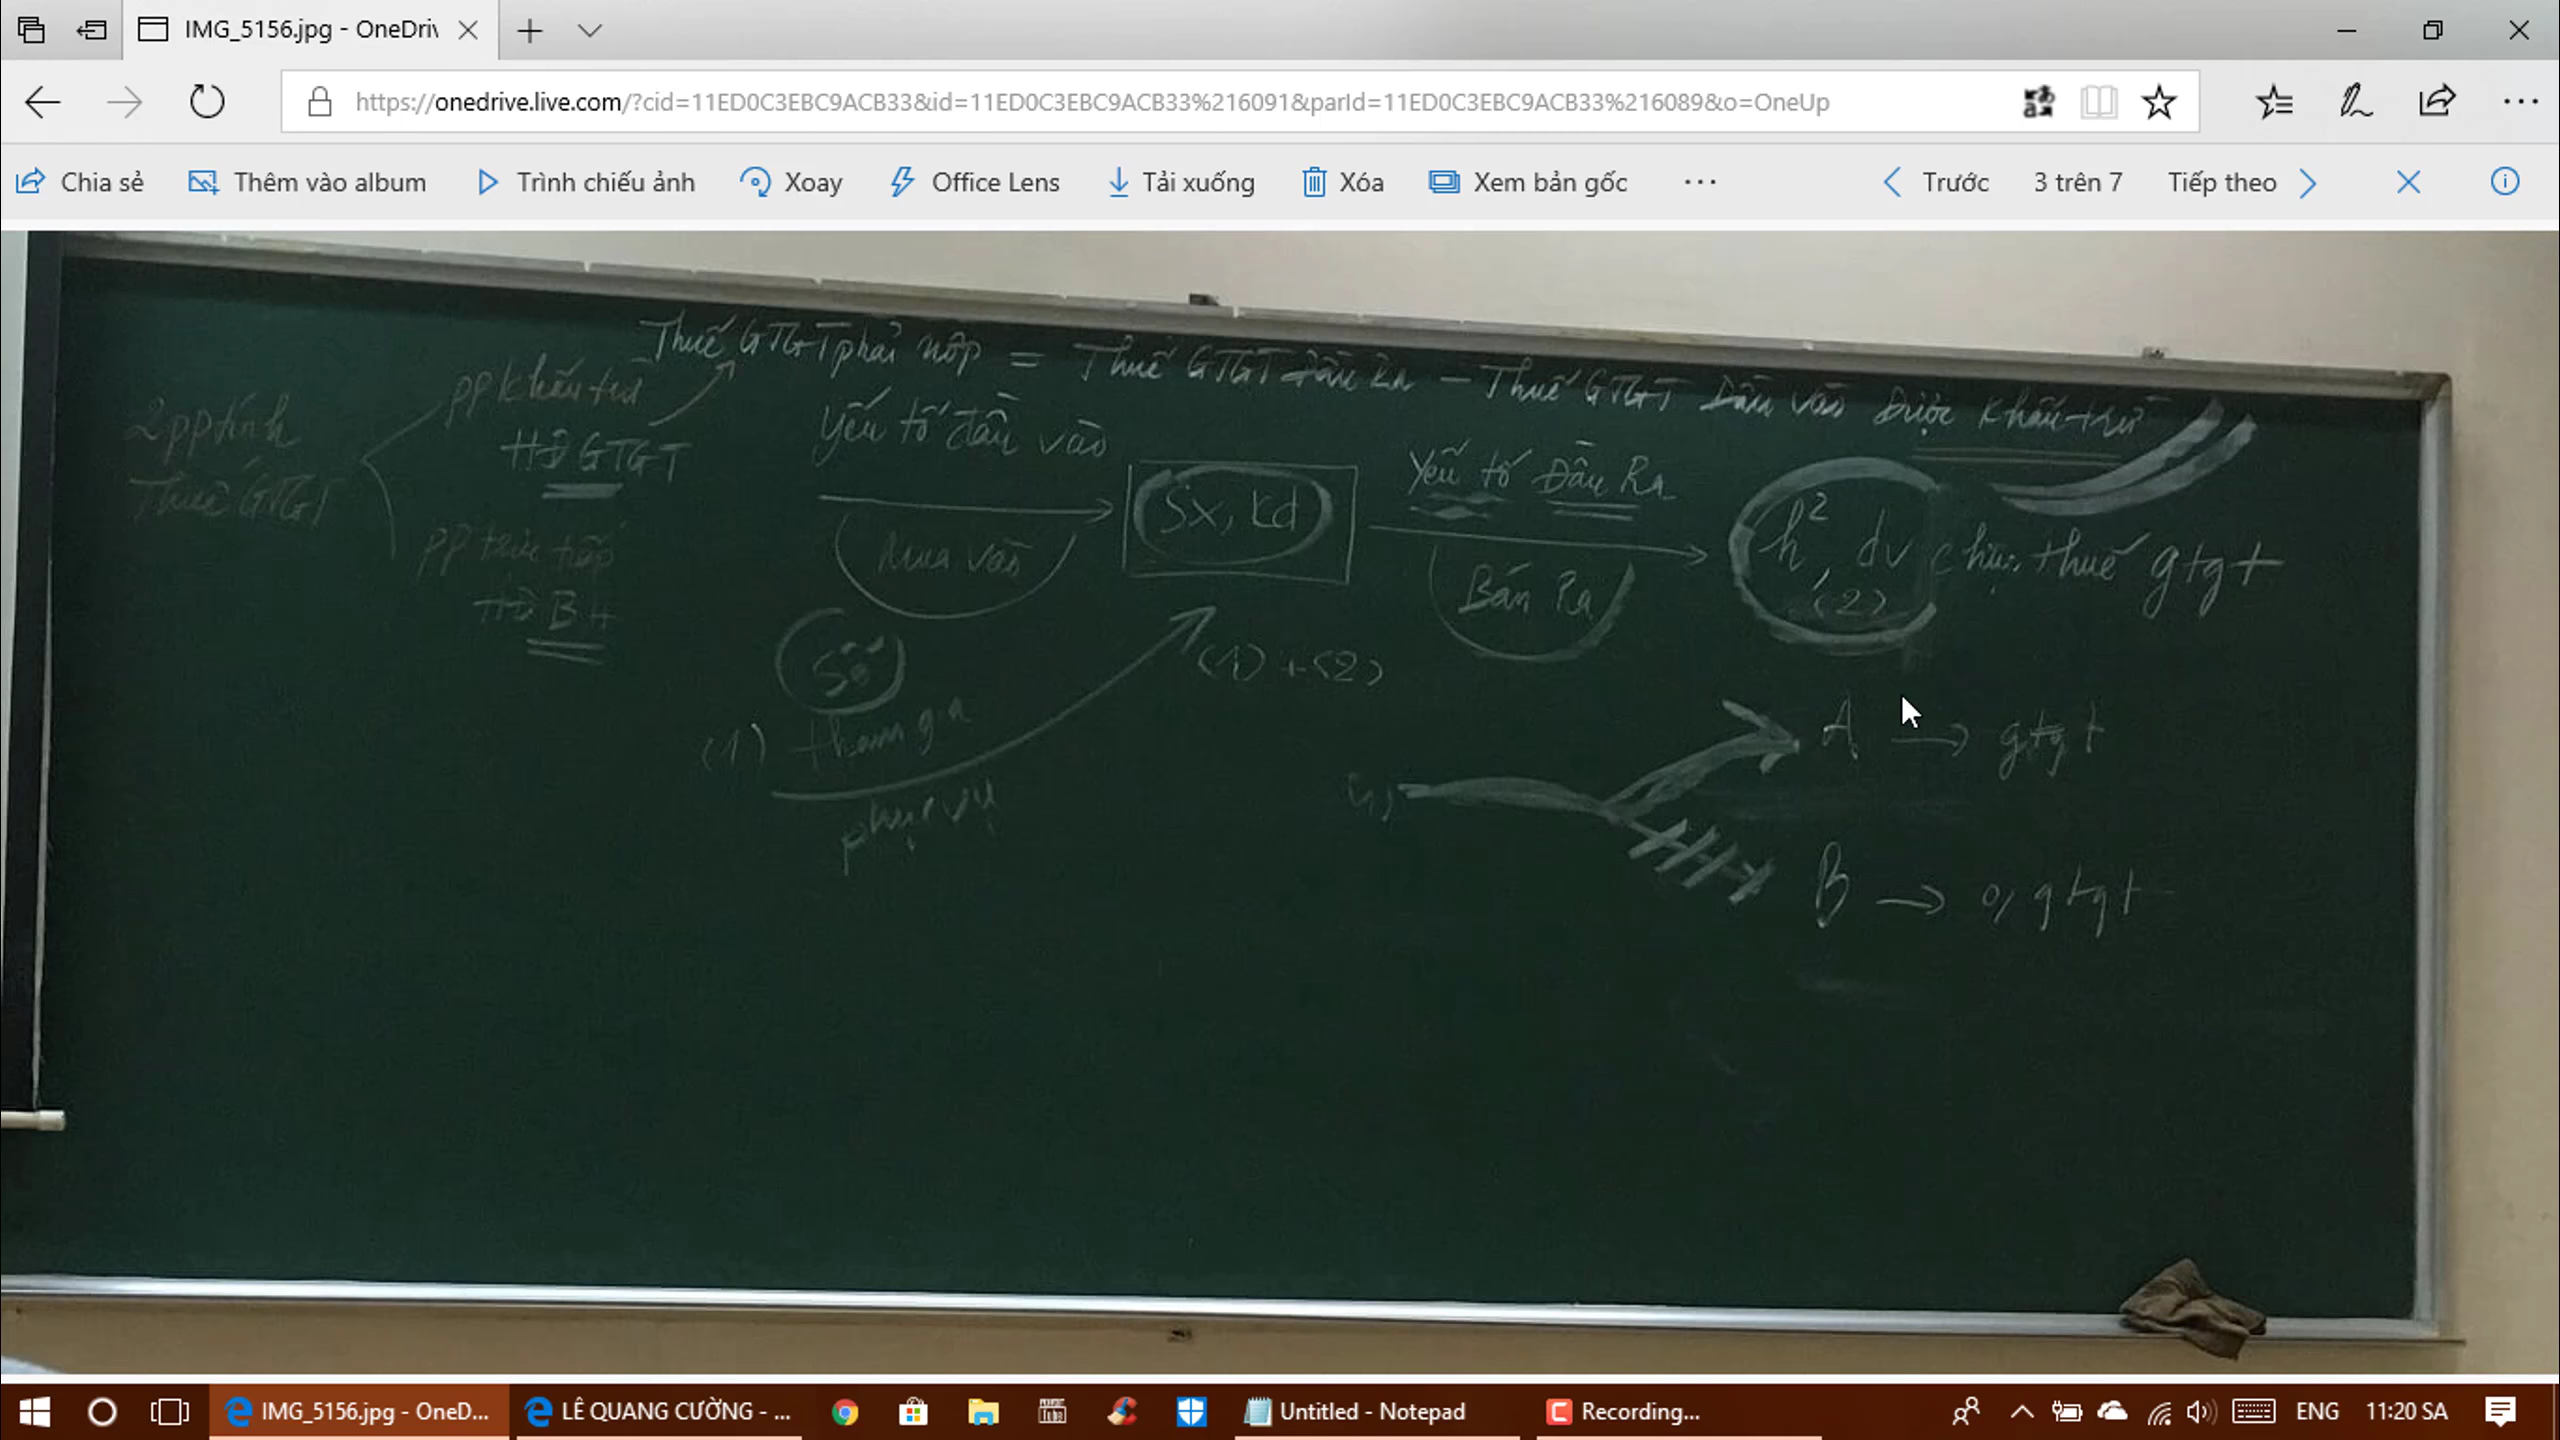 IMG_5156.jpg - OneDriv
https://onedrive.live.com/?cid=11ED0C3EBC9ACB33&id=11ED0C3EBC9ACB33%216091&parId=11ED0C3EBC9ACB33%216089&o=OneUp
Chia sẻ Thêm vào album Trình chiếu ảnh Xoay Office Lens Tải xuống Xóa Xem bản gốc ... Trước 3 trên 7 Tiếp theo
Thuế GTGT phải nộp = Thuế GTGT Đầu Ra - Thuế GTGT Đầu vào Được khấu trừ
2 pp tính
Thuế GTGT
pp khấu trừ
HĐ GTGT
pp trực tiếp
HĐ BH
yếu tố đầu vào
Mua vào
Sx, kd
Yếu tố Đầu Ra
Bán Ra
h², dv chịu thuế gtgt
(2)
Số
(1) tham gia
phục vụ
(1) + (2)
A → gtgt
B → gtgt
IMG_5156.jpg - OneD...
LÊ QUANG CƯỜNG - ...
Untitled - Notepad
Recording...
ENG
11:20 SA